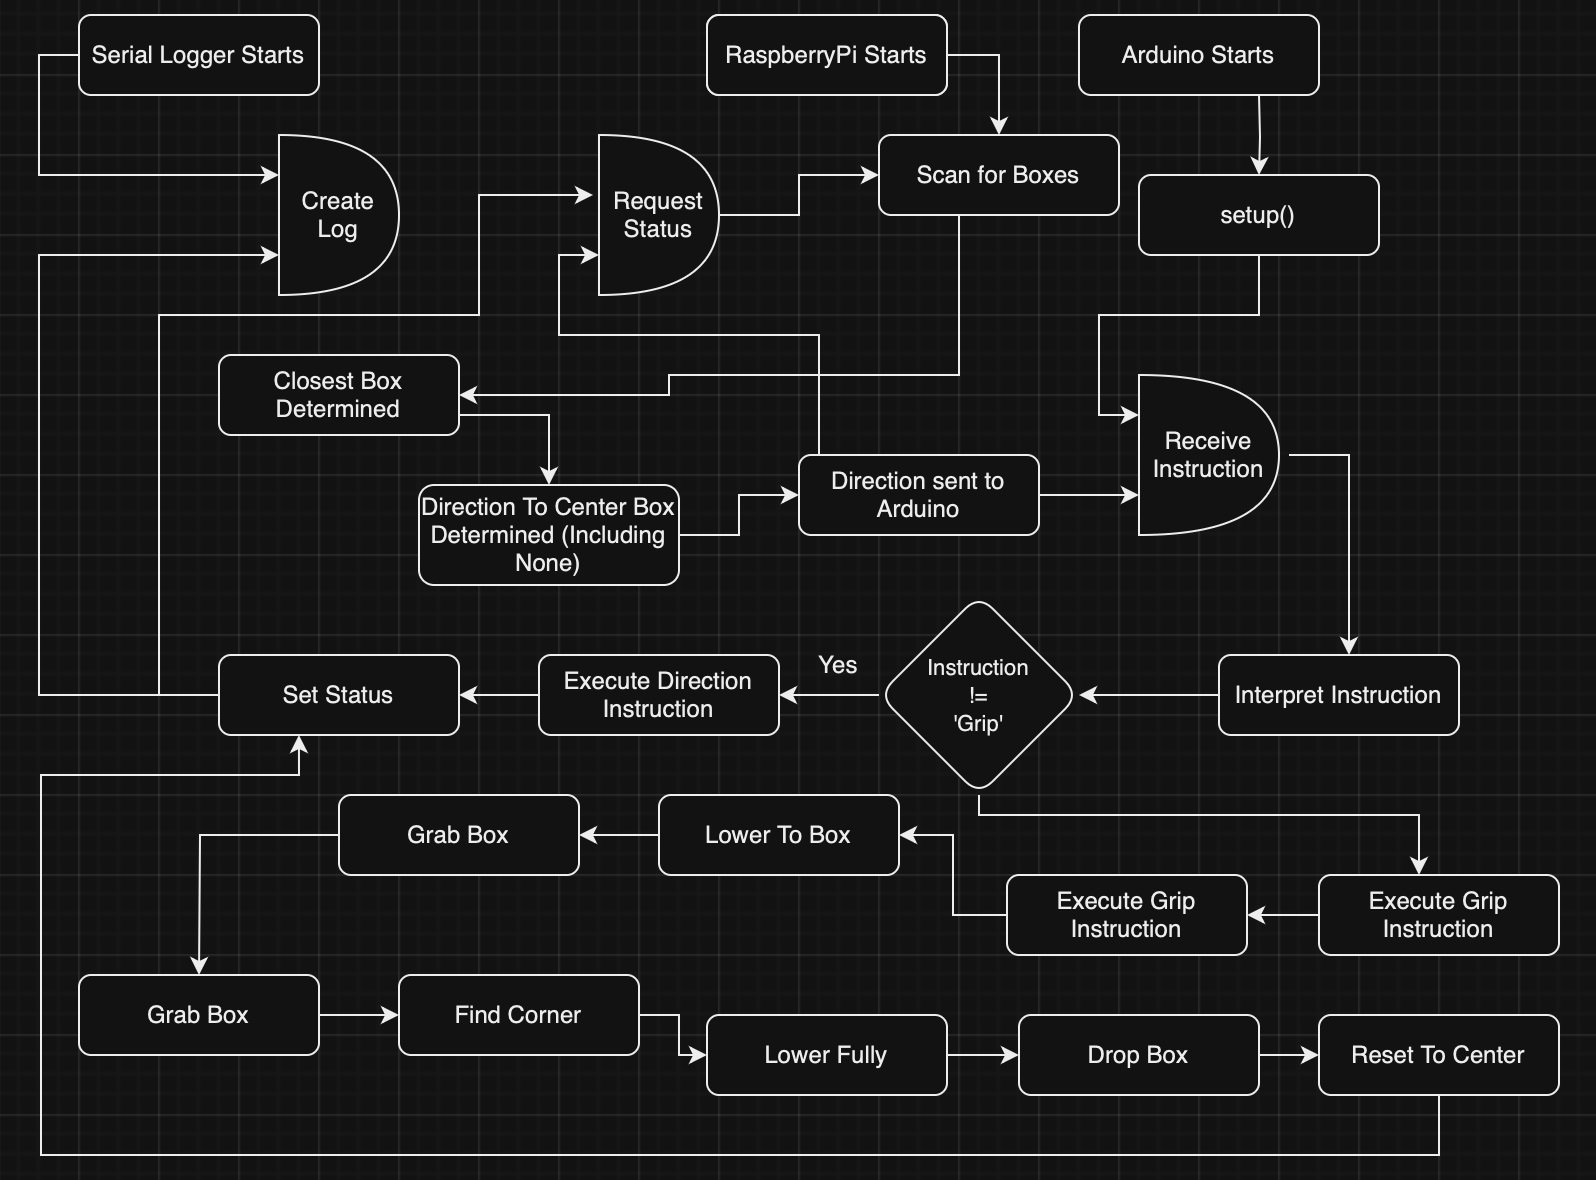 Serial Logger Starts
RaspberryPi Starts
Arduino Starts
Create
Log
Request
Status
Scan for Boxes
setup()
Closest Box
Determined
Receive
Instruction
Direction To Center Box
Determined (Including
None)
Direction sent to
Arduino
Set Status
Execute Direction
Instruction
Yes
Instruction
!=
'Grip'
Interpret Instruction
Grab Box
Lower To Box
Execute Grip
Instruction
Execute Grip
Instruction
Grab Box
Find Corner
Lower Fully
Drop Box
Reset To Center